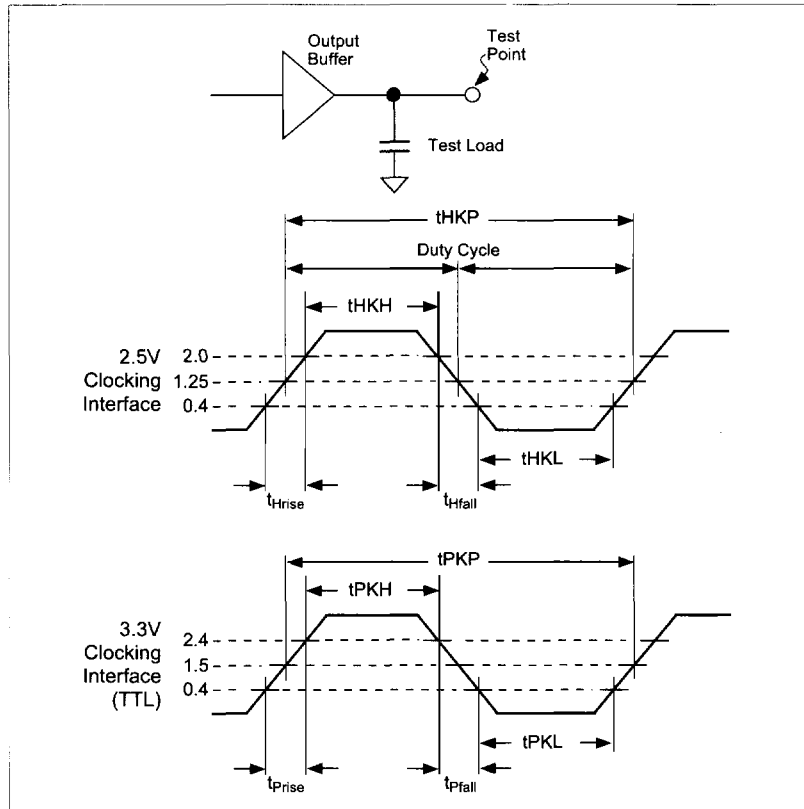 Output
Buffer
Test
Point
Test Load
tHKP
Duty Cycle
tHKH
2.5V
Clocking
Interface
2.0
1.25
0.4
tHKL
tHrise
tHfall
tPKP
tPKH
3.3V
Clocking
Interface
(TTL)
2.4
1.5
0.4
tPKL
tPrise
tPfall